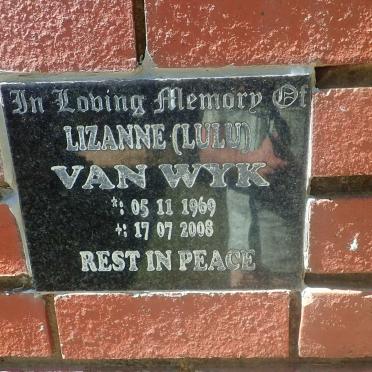 In Loving Memory Of
LIZANNE (LULU)
VAN WYK
*: 05 11 1969
+: 17 07 2008
REST IN PEACE